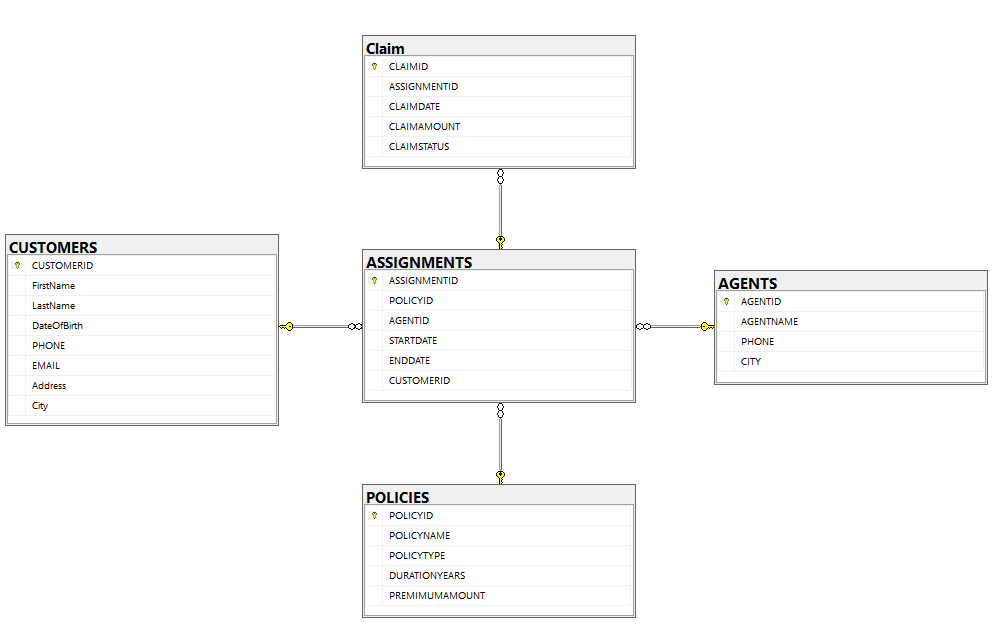 Claim
CLAIMID
ASSIGNMENTID
CLAIMDATE
CLAIMAMOUNT
CLAIMSTATUS
CUSTOMERS
CUSTOMERID
FirstName
LastName
DateOfBirth
PHONE
EMAIL
Address
City
ASSIGNMENTS
ASSIGNMENTID
POLICYID
AGENTID
STARTDATE
ENDDATE
CUSTOMERID
AGENTS
AGENTID
AGENTNAME
PHONE
CITY
POLICIES
POLICYID
POLICYNAME
POLICYTYPE
DURATIONYEARS
PREMIMUMAMOUNT